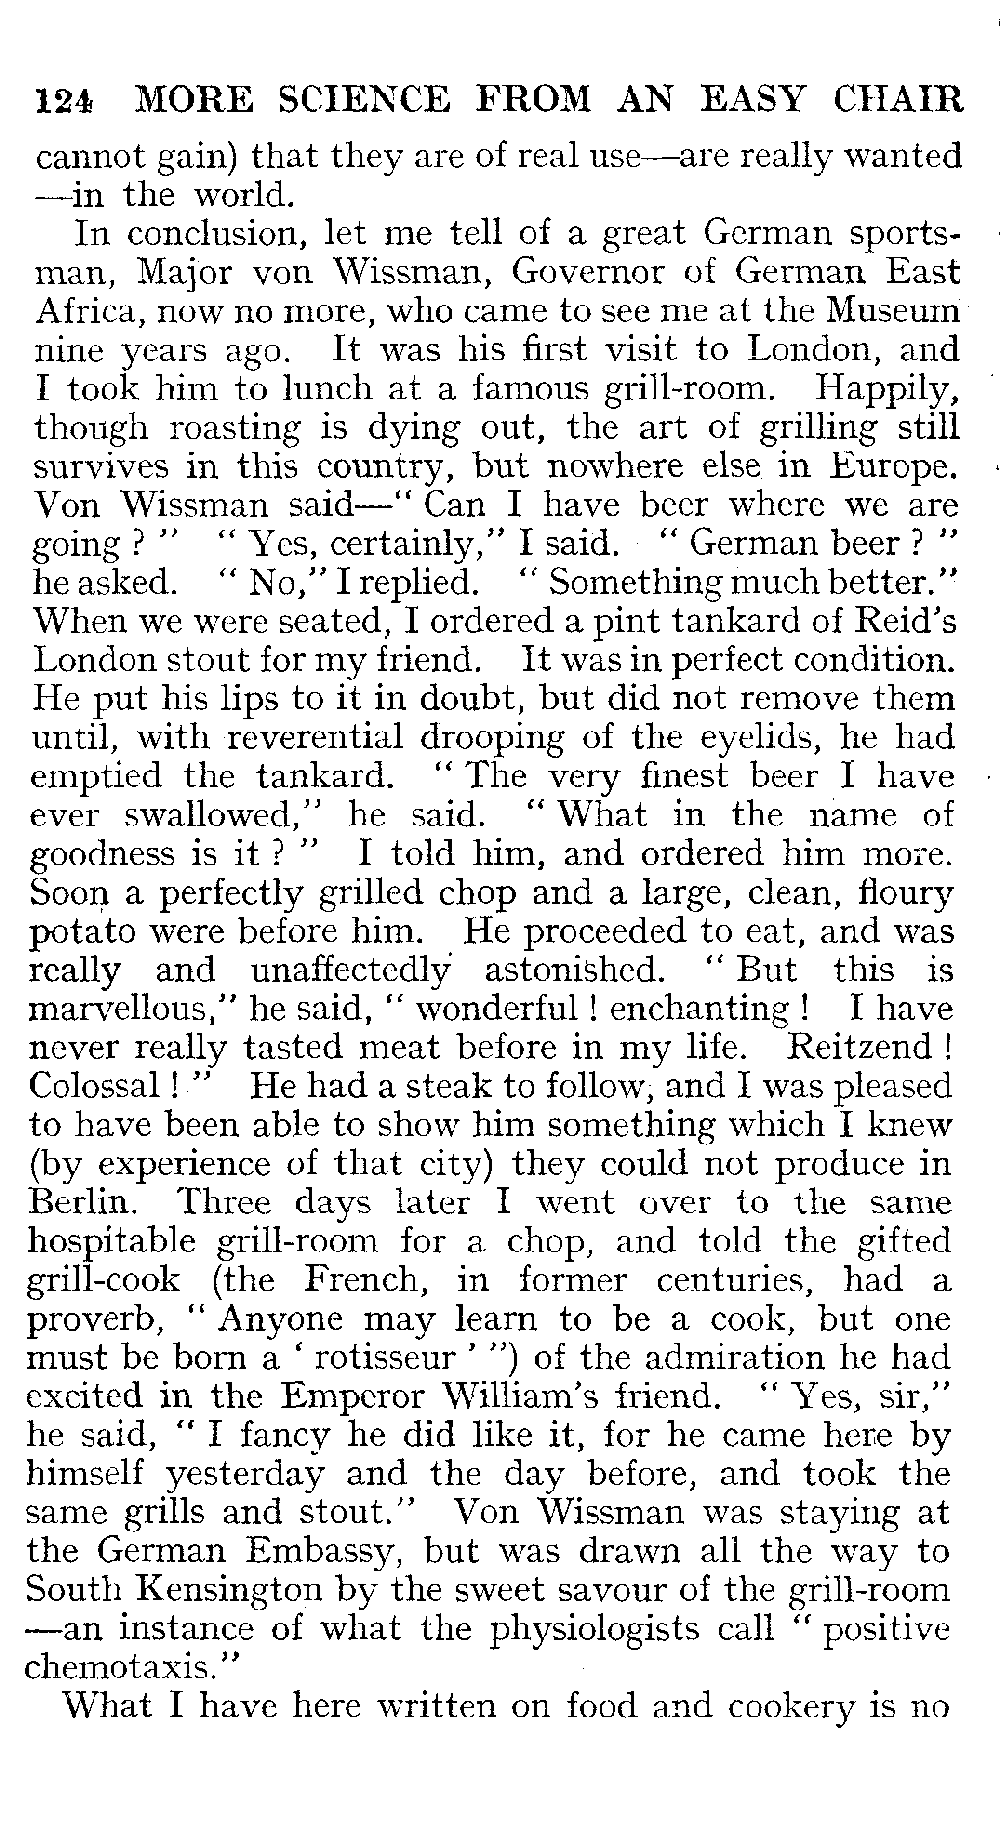 124 MORE SCIENCE FROM AN EASY CHAIR
cannot gain) that they are of real use—are really wanted
—in the world.
In conclusion, let me tell of a great German sports-
man, Major von Wissman, Governor of German East
Africa, now no more, who came to see me at the Museum
nine years ago. It was his first visit to London, and
I took him to lunch at a famous grill-room. Happily,
though roasting is dying out, the art of grilling still
survives in this country, but nowhere else in Europe.
Von Wissman said—“ Can I have beer where we are
going ? ” “ Yes, certainly,” I said. “ German beer ? ”
he asked. “ No,” I replied. “ Something much better.”
When we were seated, I ordered a pint tankard of Reid’s
London stout for my friend. It was in perfect condition.
He put his lips to it in doubt, but did not remove them
until, with reverential drooping of the eyelids, he had
emptied the tankard. “ The very finest beer I have
ever swallowed,” he said. “ What in the name of
goodness is it ? ” I told him, and ordered him more.
Soon a perfectly grilled chop and a large, clean, floury
potato were before him. He proceeded to eat, and was
really and unaffectedly astonished. “ But this is
marvellous,” he said, “ wonderful ! enchanting ! I have
never really tasted meat before in my life. Reitzend !
Colossal ! ” He had a steak to follow, and I was pleased
to have been able to show him something which I knew
(by experience of that city) they could not produce in
Berlin. Three days later I went over to the same
hospitable grill-room for a chop, and told the gifted
grill-cook (the French, in former centuries, had a
proverb, “ Anyone may learn to be a cook, but one
must be born a ‘ rotisseur ’ ”) of the admiration he had
excited in the Emperor William’s friend. “ Yes, sir,”
he said, “ I fancy he did like it, for he came here by
himself yesterday and the day before, and took the
same grills and stout.” Von Wissman was staying at
the German Embassy, but was drawn all the way to
South Kensington by the sweet savour of the grill-room
—an instance of what the physiologists call “ positive
chemotaxis.”
What I have here written on food and cookery is no